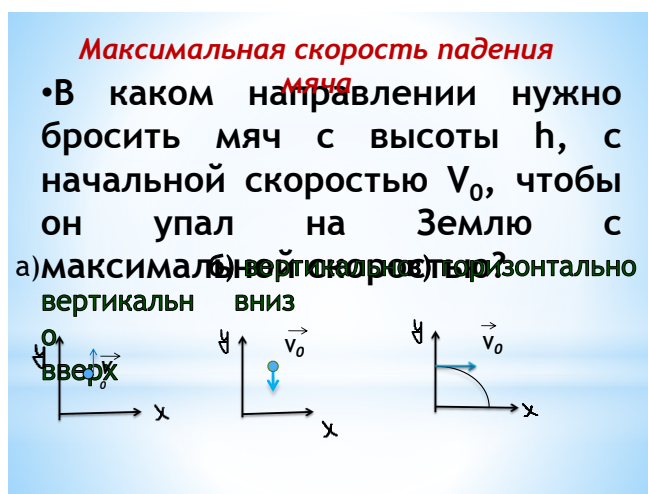 Максимальная скорость падения
мяча
•В каком направлении нужно
бросить мяч с высоты h, с
начальной скоростью V₀, чтобы
он упал на Землю с
максимальной скоростью?
а)
вертикальн
о
вверх
б) вертикально
вниз
в) горизонтально
у
v₀
х
у
v₀
х
у
v₀
х